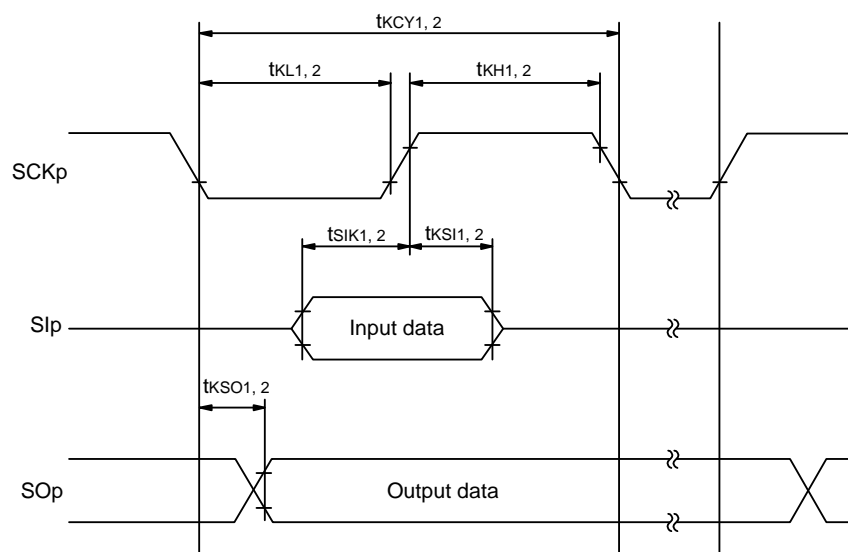 tKCY1, 2
tKL1, 2
tKH1, 2
SCKp
tSIK1, 2
tKSI1, 2
SIp
Input data
tKSO1, 2
SOp
Output data